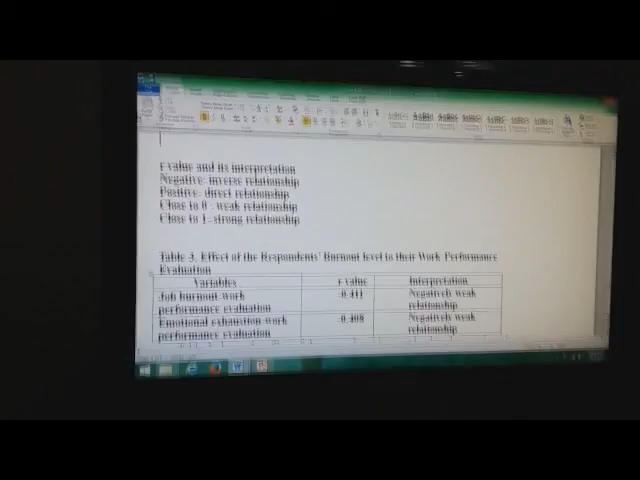 r value and its interpretation
Negative- inverse relationship
Positive- direct relationship
Close to 0 - weak relationship
Close to 1- strong relationship
Table 3. Effect of the Respondents' Burnout level to their Work Performance
Evaluation
Variables r value Interpretation
Job burnout-work performance evaluation -0.411 Negatively weak relationship
Emotional exhaustion-work performance evaluation -0.408 Negatively weak relationship